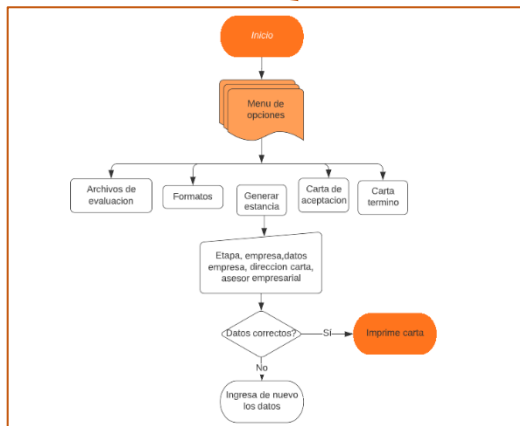 Inicio
Menu de
opciones
Archivos de
evaluacion
Formatos
Generar
estancia
Carta de
aceptacion
Carta
termino
Etapa, empresa,datos
empresa, direccion carta,
asesor empresarial
Datos correctos?
Sí
Imprime carta
No
Ingresa de nuevo
los datos